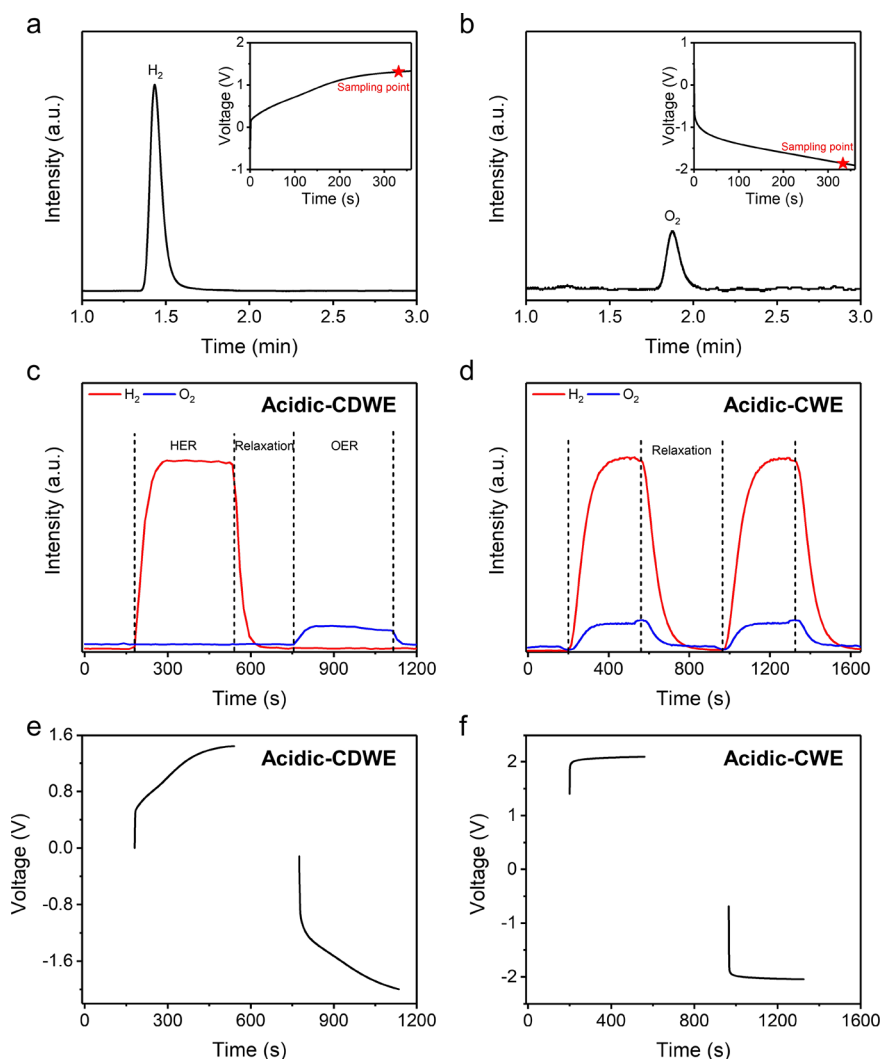 a
H2
Intensity (a.u.)
1.0 1.5 2.0 2.5 3.0
Time (min)
Voltage (V)
2
1
0
-1
0 100 200 300
Time (s)
Sampling point
b
O2
Intensity (a.u.)
1.0 1.5 2.0 2.5 3.0
Time (min)
Voltage (V)
1
0
-1
-2
0 100 200 300
Time (s)
Sampling point
c
H2 O2
Acidic-CDWE
HER Relaxation OER
Intensity (a.u.)
0 300 600 900 1200
Time (s)
d
H2 O2
Acidic-CWE
Relaxation
Intensity (a.u.)
0 400 800 1200 1600
Time (s)
e
Acidic-CDWE
Voltage (V)
1.6
0.8
0.0
-0.8
-1.6
0 300 600 900 1200
Time (s)
f
Acidic-CWE
Voltage (V)
2
1
0
-1
-2
0 400 800 1200 1600
Time (s)